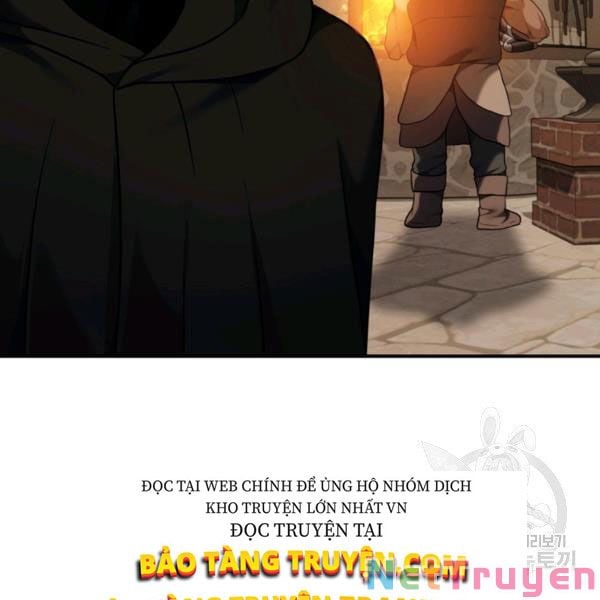 ĐỌC TẠI WEB CHÍNH ĐỂ ỦNG HỘ NHÓM DỊCH
KHO TRUYỆN LỚN NHẤT VN
ĐỌC TRUYỆN TẠI
BẢO TÀNG TRUYỆN.COM
NetTruyen